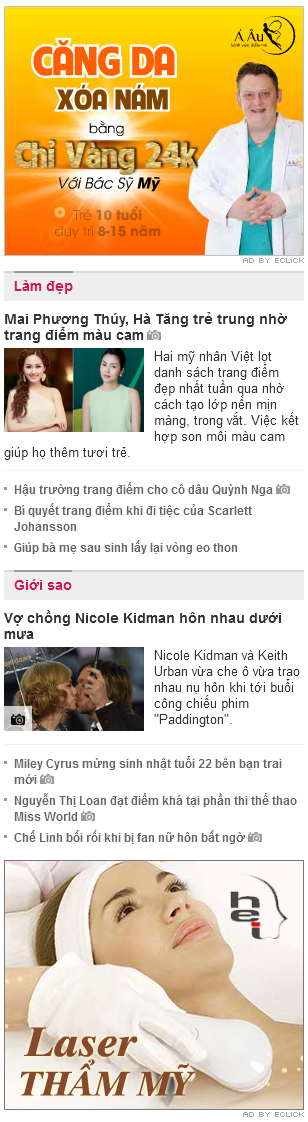 Á ÂU
bệnh viện thẩm mỹ
CĂNG DA
XÓA NÁM
bằng
Chỉ Vàng 24k
Với Bác Sỹ Mỹ
Trẻ 10 tuổi
duy trì 8-15 năm
AD BY ECLICK
Làm đẹp
Mai Phương Thúy, Hà Tăng trẻ trung nhờ
trang điểm màu cam
Hai mỹ nhân Việt lọt
danh sách trang điểm
đẹp nhất tuần qua nhờ
cách tạo lớp nền mịn
màng, trong vắt. Việc kết
hợp son môi màu cam
giúp họ thêm tươi trẻ.
Hậu trường trang điểm cho cô dâu Quỳnh Nga
Bí quyết trang điểm khi đi tiệc của Scarlett
Johansson
Giúp bà mẹ sau sinh lấy lại vòng eo thon
Giới sao
Vợ chồng Nicole Kidman hôn nhau dưới
mưa
Nicole Kidman và Keith
Urban vừa che ô vừa trao
nhau nụ hôn khi tới buổi
công chiếu phim
"Paddington".
Miley Cyrus mừng sinh nhật tuổi 22 bên bạn trai
mới
Nguyễn Thị Loan đạt điểm khá tại phần thi thể thao
Miss World
Chế Linh bối rối khi bị fan nữ hôn bất ngờ
hei
Laser
THẨM MỸ
AD BY ECLICK